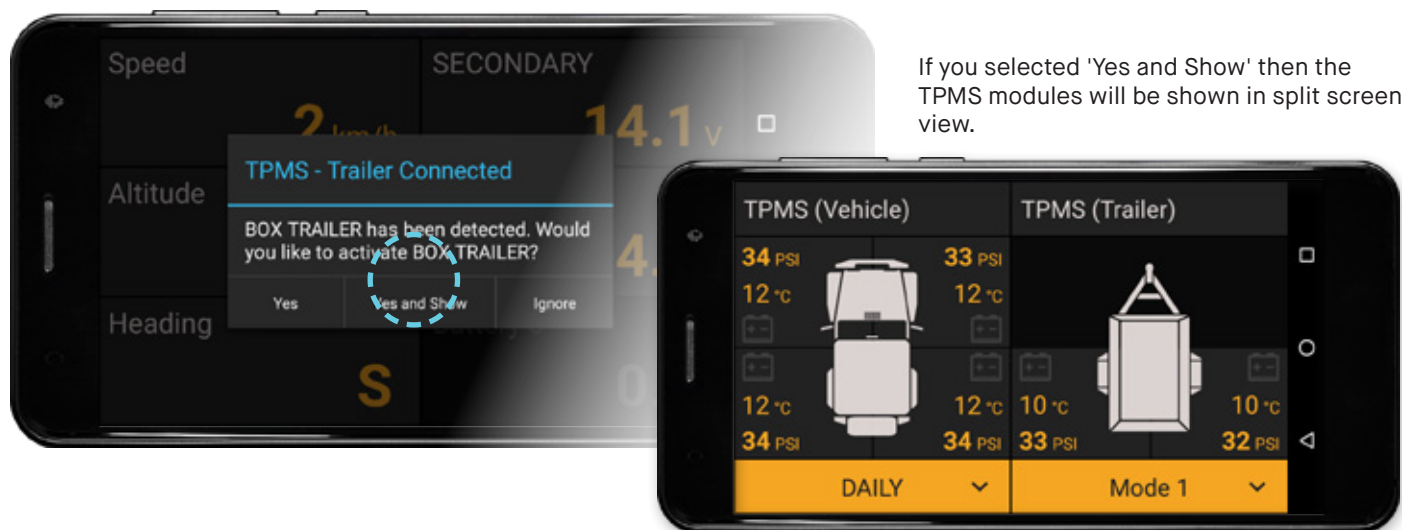 Speed
SECONDARY
2 km/h
14.1 V
TPMS - Trailer Connected
Altitude
BOX TRAILER has been detected. Would
you like to activate BOX TRAILER?
4.
Yes
Yes and Show
Ignore
Heading
S
0.
If you selected 'Yes and Show' then the
TPMS modules will be shown in split screen
view.
TPMS (Vehicle)
TPMS (Trailer)
34 PSI
33 PSI
12 °C
12 °C
12 °C
12 °C
10 °C
10 °C
34 PSI
34 PSI
33 PSI
32 PSI
DAILY
Mode 1